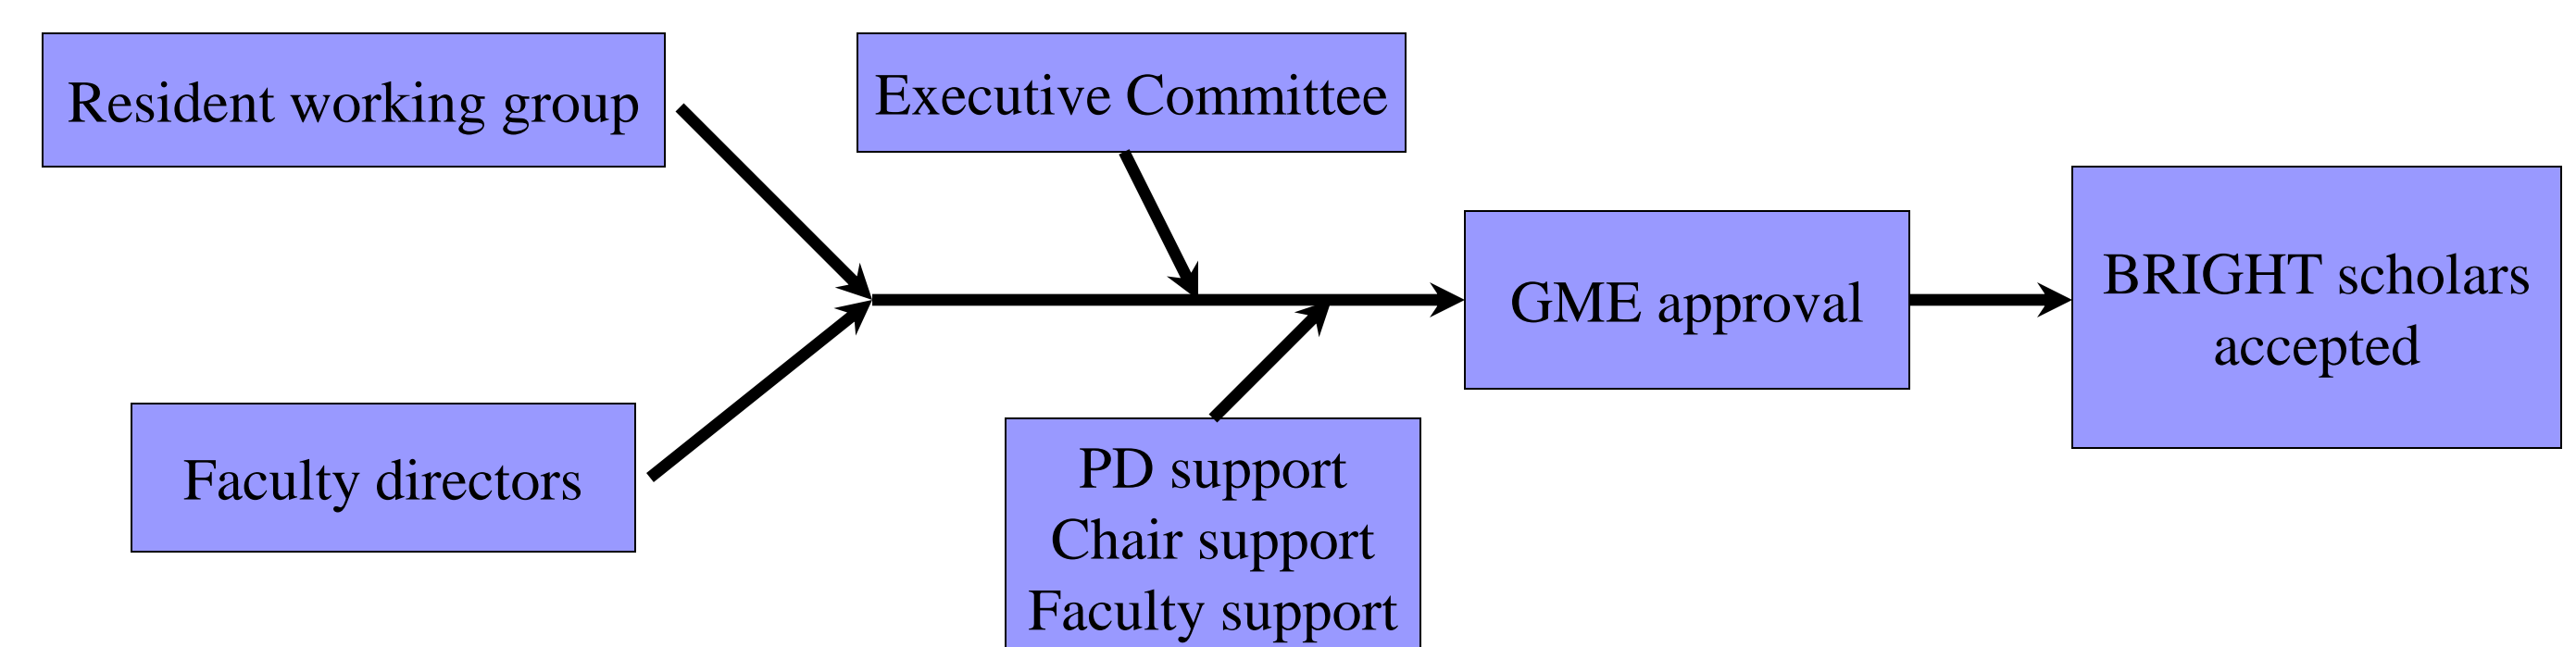 Resident working group
Executive Committee
GME approval
BRIGHT scholars
accepted
Faculty directors
PD support
Chair support
Faculty support